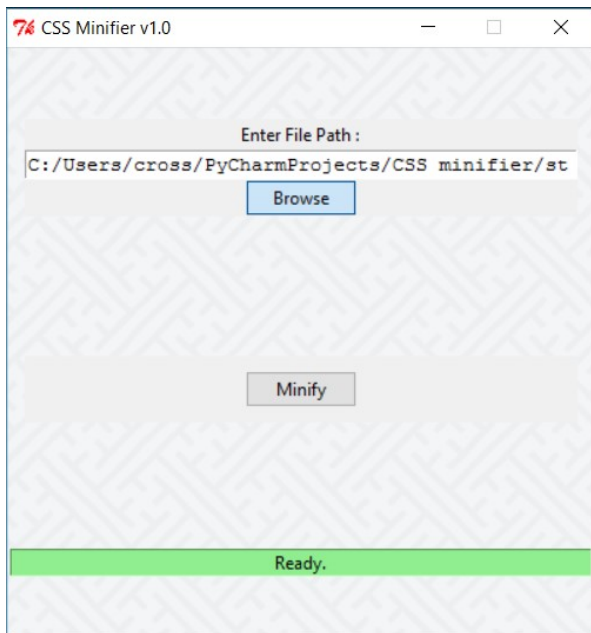 CSS Minifier v1.0
Enter File Path :
C:/Users/cross/PyCharmProjects/CSS minifier/st
Browse
Minify
Ready.